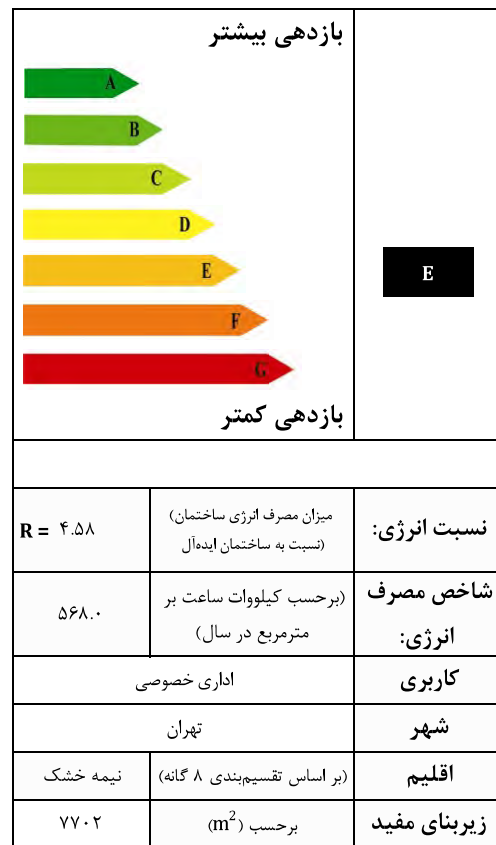 بازدهی بیشتر
A
B
C
D
E
F
G
بازدهی کمتر
E
نسبت انرژی:
میزان مصرف انرژی ساختمان)
(نسبت به ساختمان ایده‌آل
R = ۴.۵۸
شاخص مصرف
انرژی:
(برحسب کیلووات ساعت بر
مترمربع در سال)
۵۶۸.۰
کاربری
اداری خصوصی
شهر
تهران
اقلیم
(بر اساس تقسیم‌بندی ۸ گانه)
نیمه خشک
زیربنای مفید
برحسب (m²)
۷۷۰۲